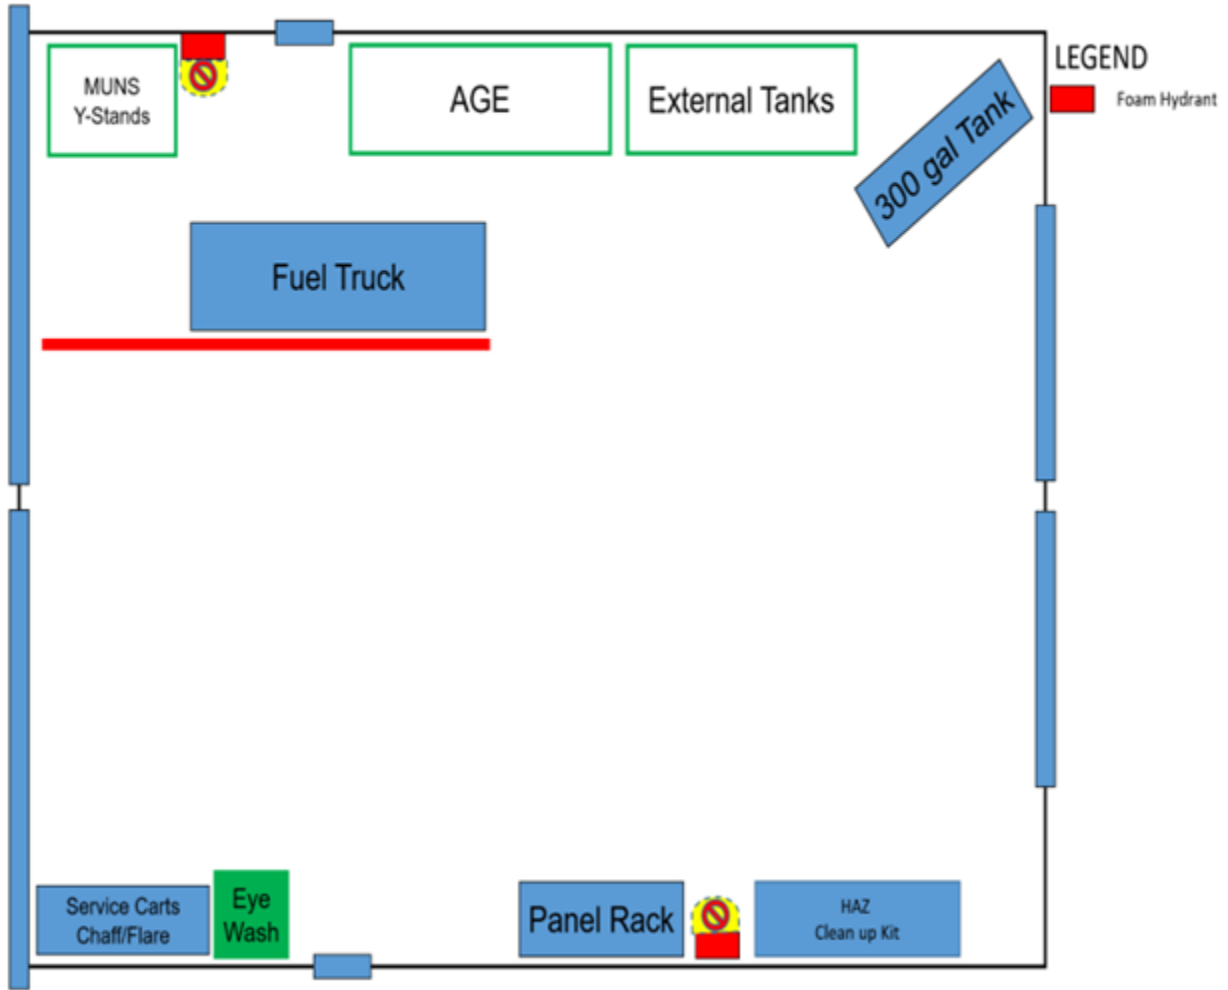 LEGEND
Foam Hydrant
MUNS
Y-Stands
AGE
External Tanks
300 gal Tank
Fuel Truck
Service Carts
Chaff/Flare
Eye
Wash
Panel Rack
HAZ
Clean up Kit